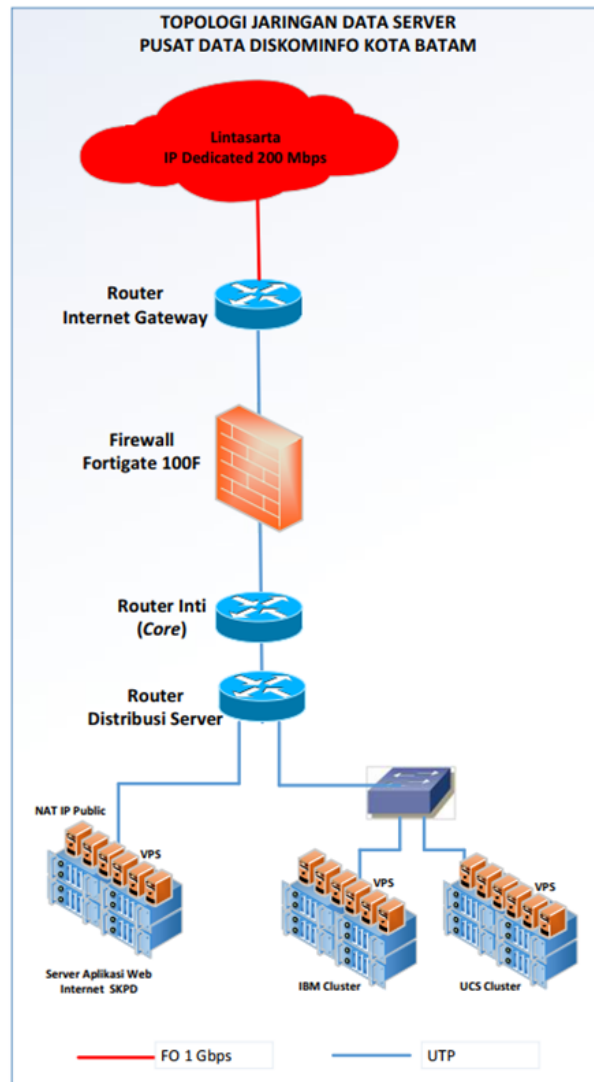 TOPOLOGI JARINGAN DATA SERVER
PUSAT DATA DISKOMINFO KOTA BATAM
Lintasarta
IP Dedicated 200 Mbps
Router
Internet Gateway
Firewall
Fortigate 100F
Router Inti
(Core)
Router
Distribusi Server
NAT IP Public
VPS
Server Aplikasi Web
Internet SKPD
VPS
IBM Cluster
VPS
UCS Cluster
FO 1 Gbps
UTP